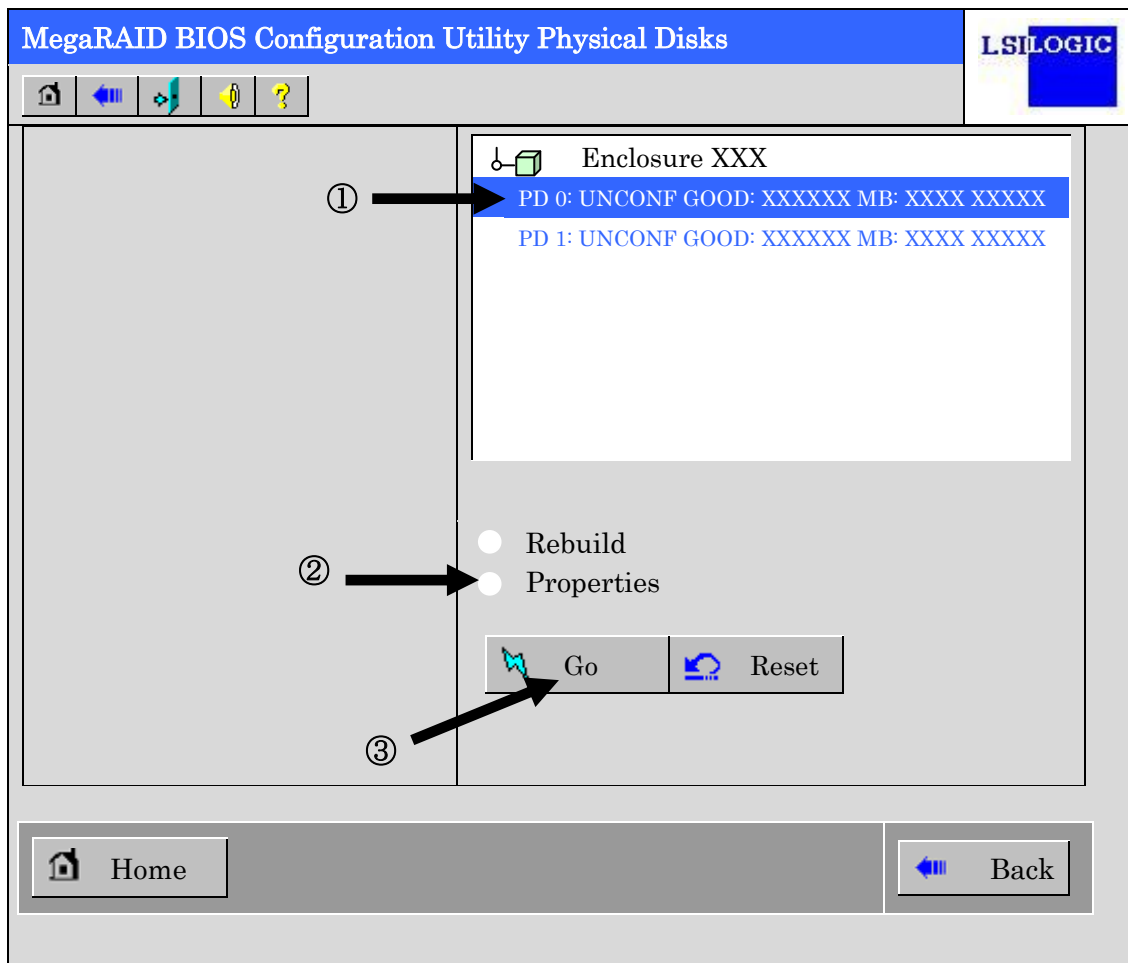 MegaRAID BIOS Configuration Utility Physical Disks
LSILOGIC
Enclosure XXX
① PD 0: UNCONF GOOD: XXXXXX MB: XXXX XXXXX
PD 1: UNCONF GOOD: XXXXXX MB: XXXX XXXXX
Rebuild
② Properties
Go Reset
③
Home Back